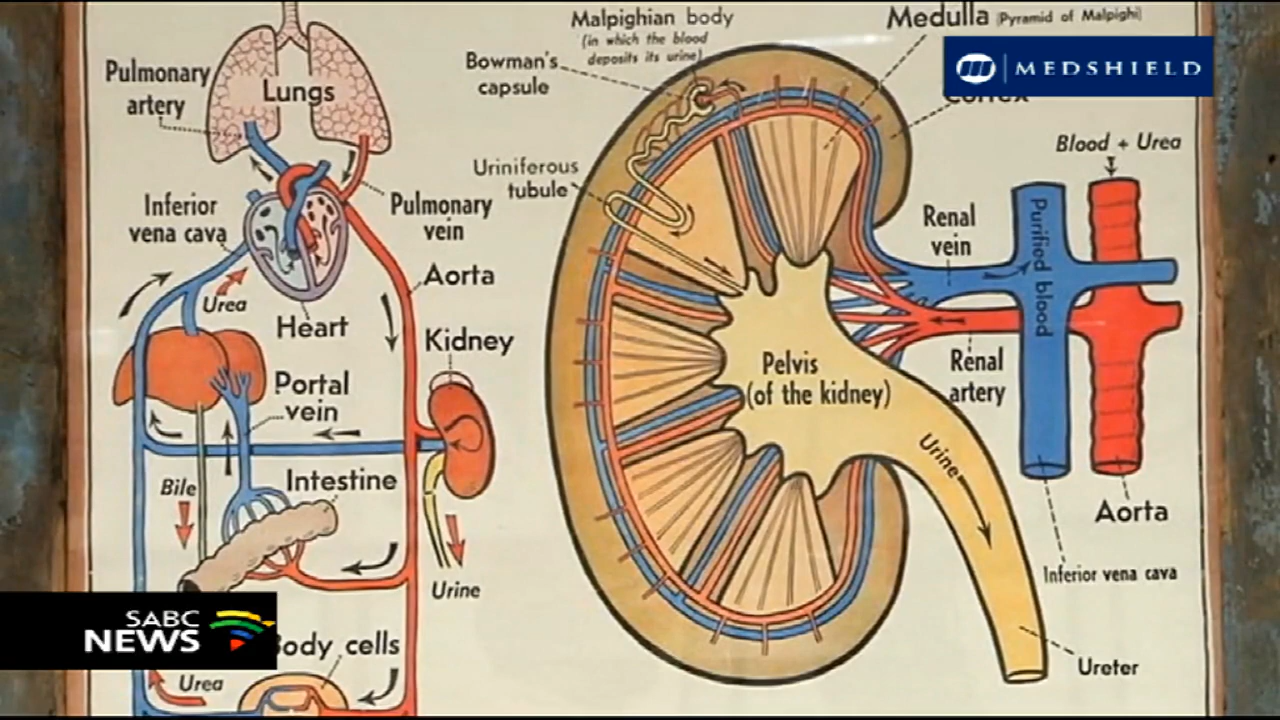 Malpighian body
(in which the blood
deposits its urine)
Medulla (Pyramid of Malpighi)
MEDSHIELD
Bowman's
capsule
Cortex
Pulmonary
artery
Lungs
Blood + Urea
Uriniferous
tubule
Inferior
vena cava
Pulmonary
vein
Renal
vein
Purified blood
Aorta
Urea
Heart
Kidney
Pelvis
(of the kidney)
Renal
artery
Portal
vein
Urine
Intestine
Bile
Aorta
Inferior vena cava
Urine
SABC
NEWS
Body cells
Ureter
Urea